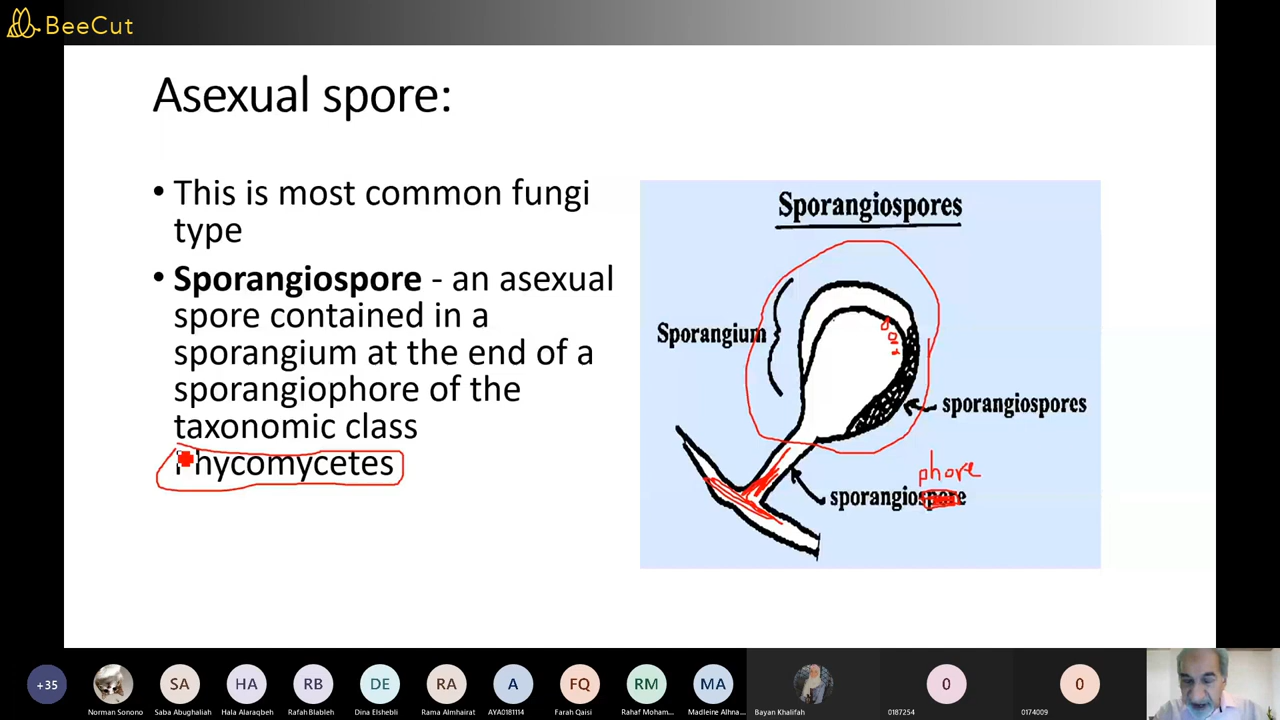 BeeCut
Asexual spore:
• This is most common fungi
type
• Sporangiospore - an asexual
spore contained in a
sporangium at the end of a
sporangiophore of the
taxonomic class
Phycomycetes
Sporangiospores
Sporangium
sporangiospores
phore
sporangiospore
+35
SA
HA
RB
DE
RA
A
FQ
RM
MA
0
0
Norman Sonono
Saba Abughaliah
Hala Alaraqbeh
Rafah Blableh
Dina Elshebli
Rama Almhairat
AYA0181114
Farah Qaisi
Rahaf Moham...
Madleire Alhna...
Bayan Khalifah
0187254
0174009